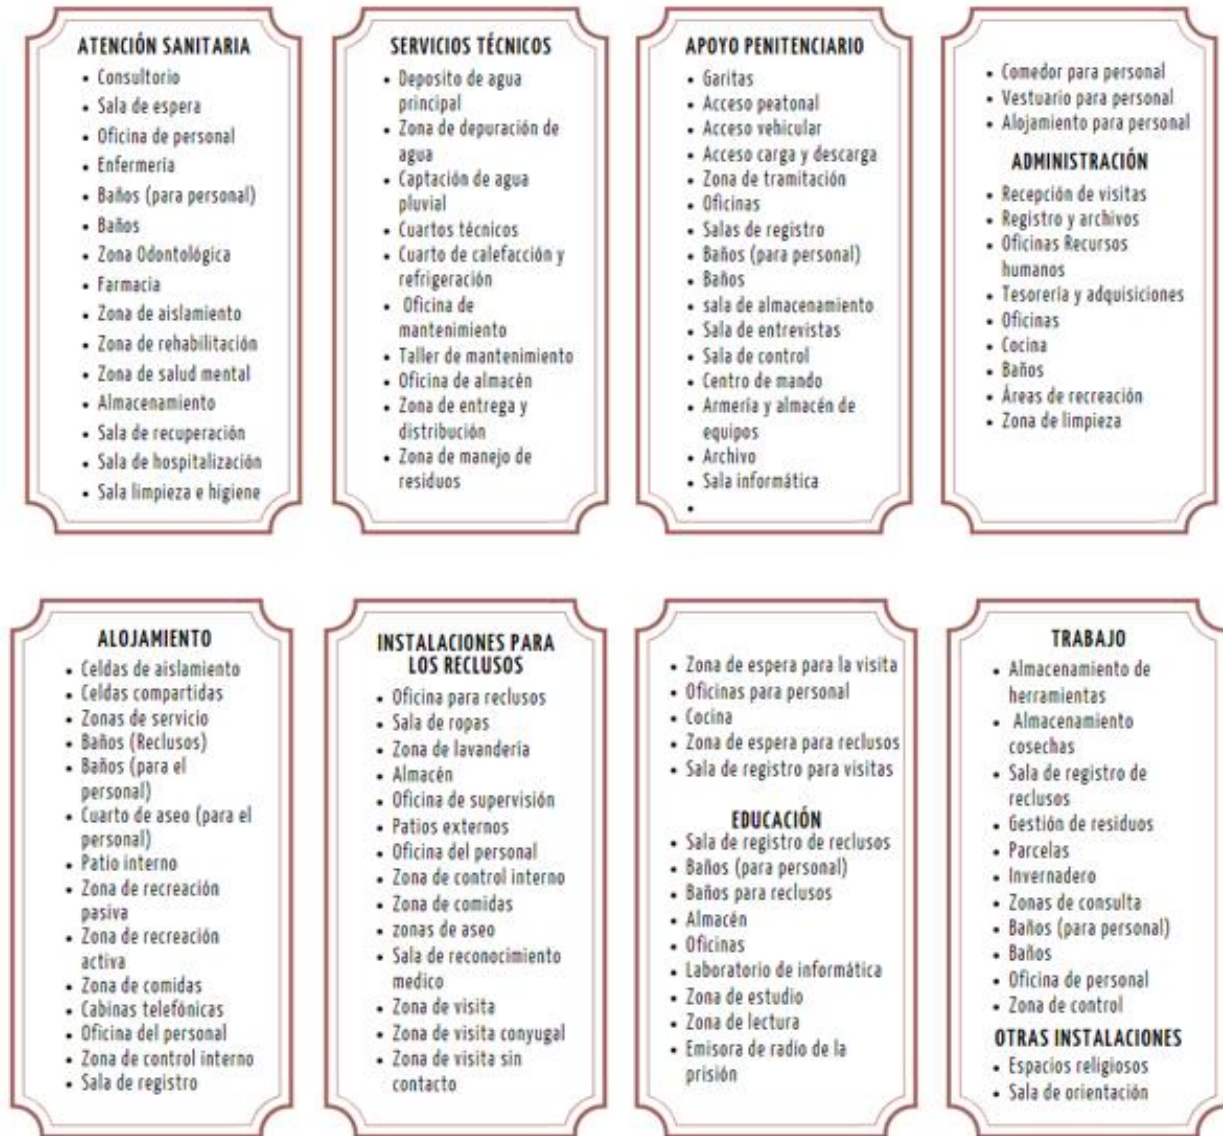 ATENCIÓN SANITARIA
• Consultorio
• Sala de espera
• Oficina de personal
• Enfermería
• Baños (para personal)
• Baños
• Zona Odontológica
• Farmacia
• Zona de aislamiento
• Zona de rehabilitación
• Zona de salud mental
• Almacenamiento
• Sala de recuperación
• Sala de hospitalización
• Sala limpieza e higiene
SERVICIOS TÉCNICOS
• Deposito de agua
principal
• Zona de depuración de
agua
• Captación de agua
pluvial
• Cuartos técnicos
• Cuarto de calefacción y
refrigeración
• Oficina de
mantenimiento
• Taller de mantenimiento
• Oficina de almacén
• Zona de entrega y
distribución
• Zona de manejo de
residuos
APOYO PENITENCIARIO
• Garitas
• Acceso peatonal
• Acceso vehicular
• Acceso carga y descarga
• Zona de tramitación
• Oficinas
• Salas de registro
• Baños (para personal)
• Baños
• sala de almacenamiento
• Sala de entrevistas
• Sala de control
• Centro de mando
• Armería y almacén de
equipos
• Archivo
• Sala informática
•
• Comedor para personal
• Vestuario para personal
• Alojamiento para personal
ADMINISTRACIÓN
• Recepción de visitas
• Registro y archivos
• Oficinas Recursos
humanos
• Tesorería y adquisiciones
• Oficinas
• Cocina
• Baños
• Áreas de recreación
• Zona de limpieza
ALOJAMIENTO
• Celdas de aislamiento
• Celdas compartidas
• Zonas de servicio
• Baños (Reclusos)
• Baños (para el
personal)
• Cuarto de aseo (para el
personal)
• Patio interno
• Zona de recreación
pasiva
• Zona de recreación
activa
• Zona de comidas
• Cabinas telefónicas
• Oficina del personal
• Zona de control interno
• Sala de registro
INSTALACIONES PARA
LOS RECLUSOS
• Oficina para reclusos
• Sala de ropas
• Zona de lavandería
• Almacén
• Oficina de supervisión
• Patios externos
• Oficina del personal
• Zona de control interno
• Zona de comidas
• zonas de aseo
• Sala de reconocimiento
medico
• Zona de visita
• Zona de visita conyugal
• Zona de visita sin
contacto
• Zona de espera para la visita
• Oficinas para personal
• Cocina
• Zona de espera para reclusos
• Sala de registro para visitas
EDUCACIÓN
• Sala de registro de reclusos
• Baños (para personal)
• Baños para reclusos
• Almacén
• Oficinas
• Laboratorio de informática
• Zona de estudio
• Zona de lectura
• Emisora de radio de la
prisión
TRABAJO
• Almacenamiento de
herramientas
• Almacenamiento
cosechas
• Sala de registro de
reclusos
• Gestión de residuos
• Parcelas
• Invernadero
• Zonas de consulta
• Baños (para personal)
• Baños
• Oficina de personal
• Zona de control
OTRAS INSTALACIONES
• Espacios religiosos
• Sala de orientación